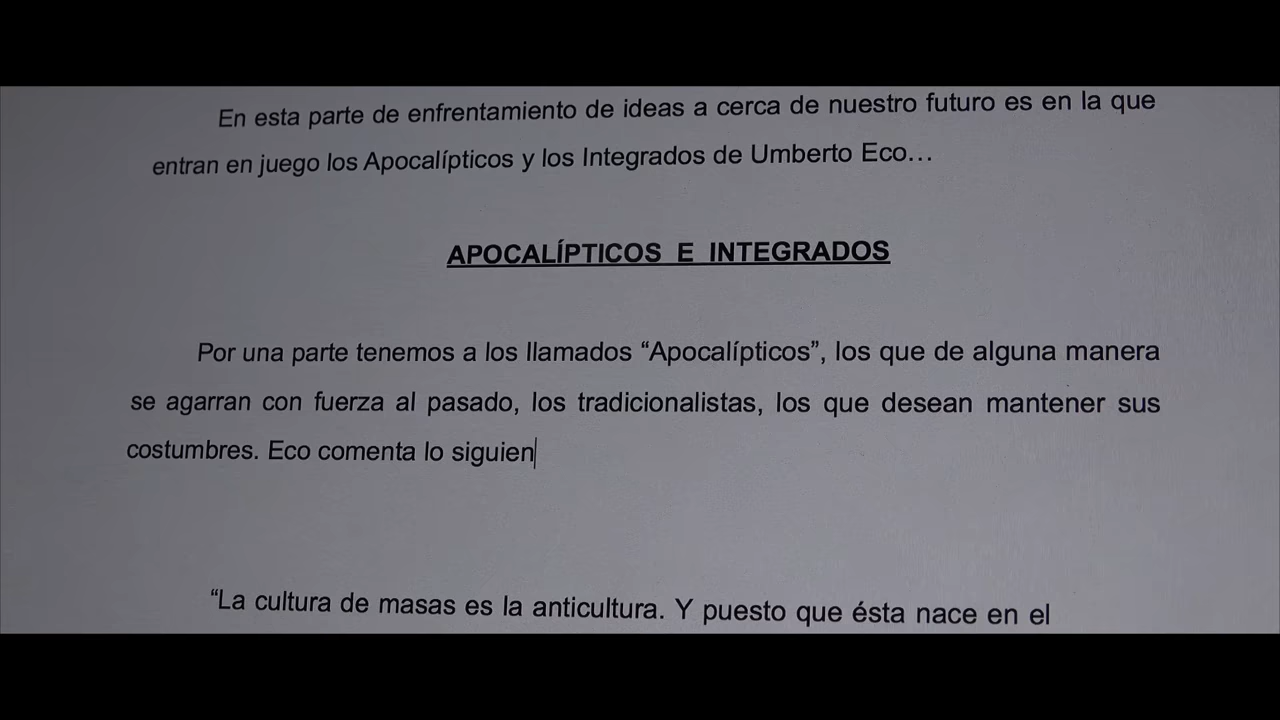 En esta parte de enfrentamiento de ideas a cerca de nuestro futuro es en la que
entran en juego los Apocalípticos y los Integrados de Umberto Eco...
APOCALÍPTICOS E INTEGRADOS
Por una parte tenemos a los llamados “Apocalípticos”, los que de alguna manera
se agarran con fuerza al pasado, los tradicionalistas, los que desean mantener sus
costumbres. Eco comenta lo siguien
“La cultura de masas es la anticultura. Y puesto que ésta nace en el